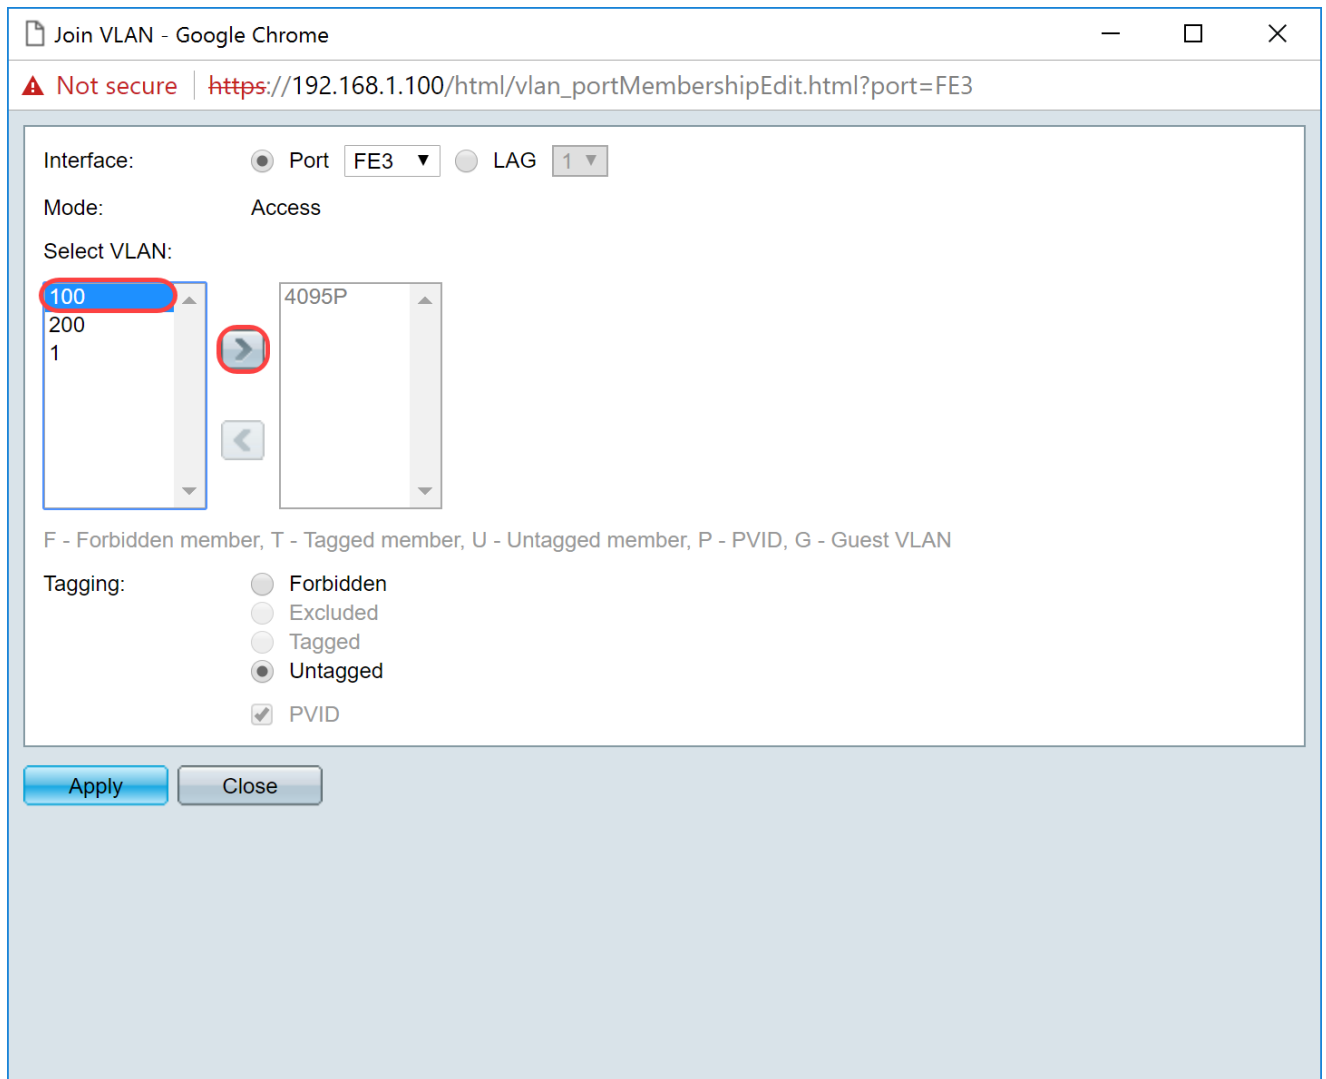 Join VLAN - Google Chrome
Not secure https://192.168.1.100/html/vlan_portMembershipEdit.html?port=FE3
Interface: Port FE3 LAG 1
Mode: Access
Select VLAN:
100 4095P
200
1
F - Forbidden member, T - Tagged member, U - Untagged member, P - PVID, G - Guest VLAN
Tagging: Forbidden
Excluded
Tagged
Untagged
PVID
Apply Close